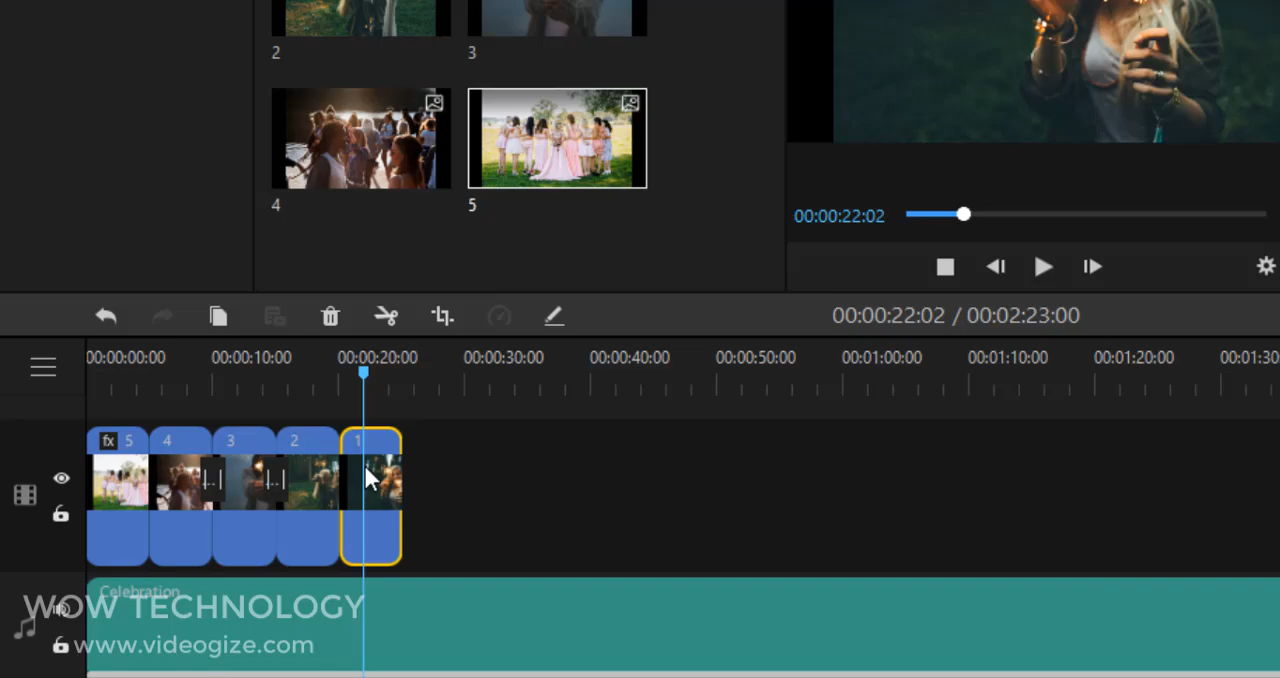 2 3
4 5
00:00:22:02
00:00:22:02 / 00:02:23:00
00:00:00:00 00:00:10:00 00:00:20:00 00:00:30:00 00:00:40:00 00:00:50:00 00:01:00:00 00:01:10:00 00:01:20:00 00:01:30
fx 5 4 3 2 1
Celebration
WOW TECHNOLOGY
www.videogize.com